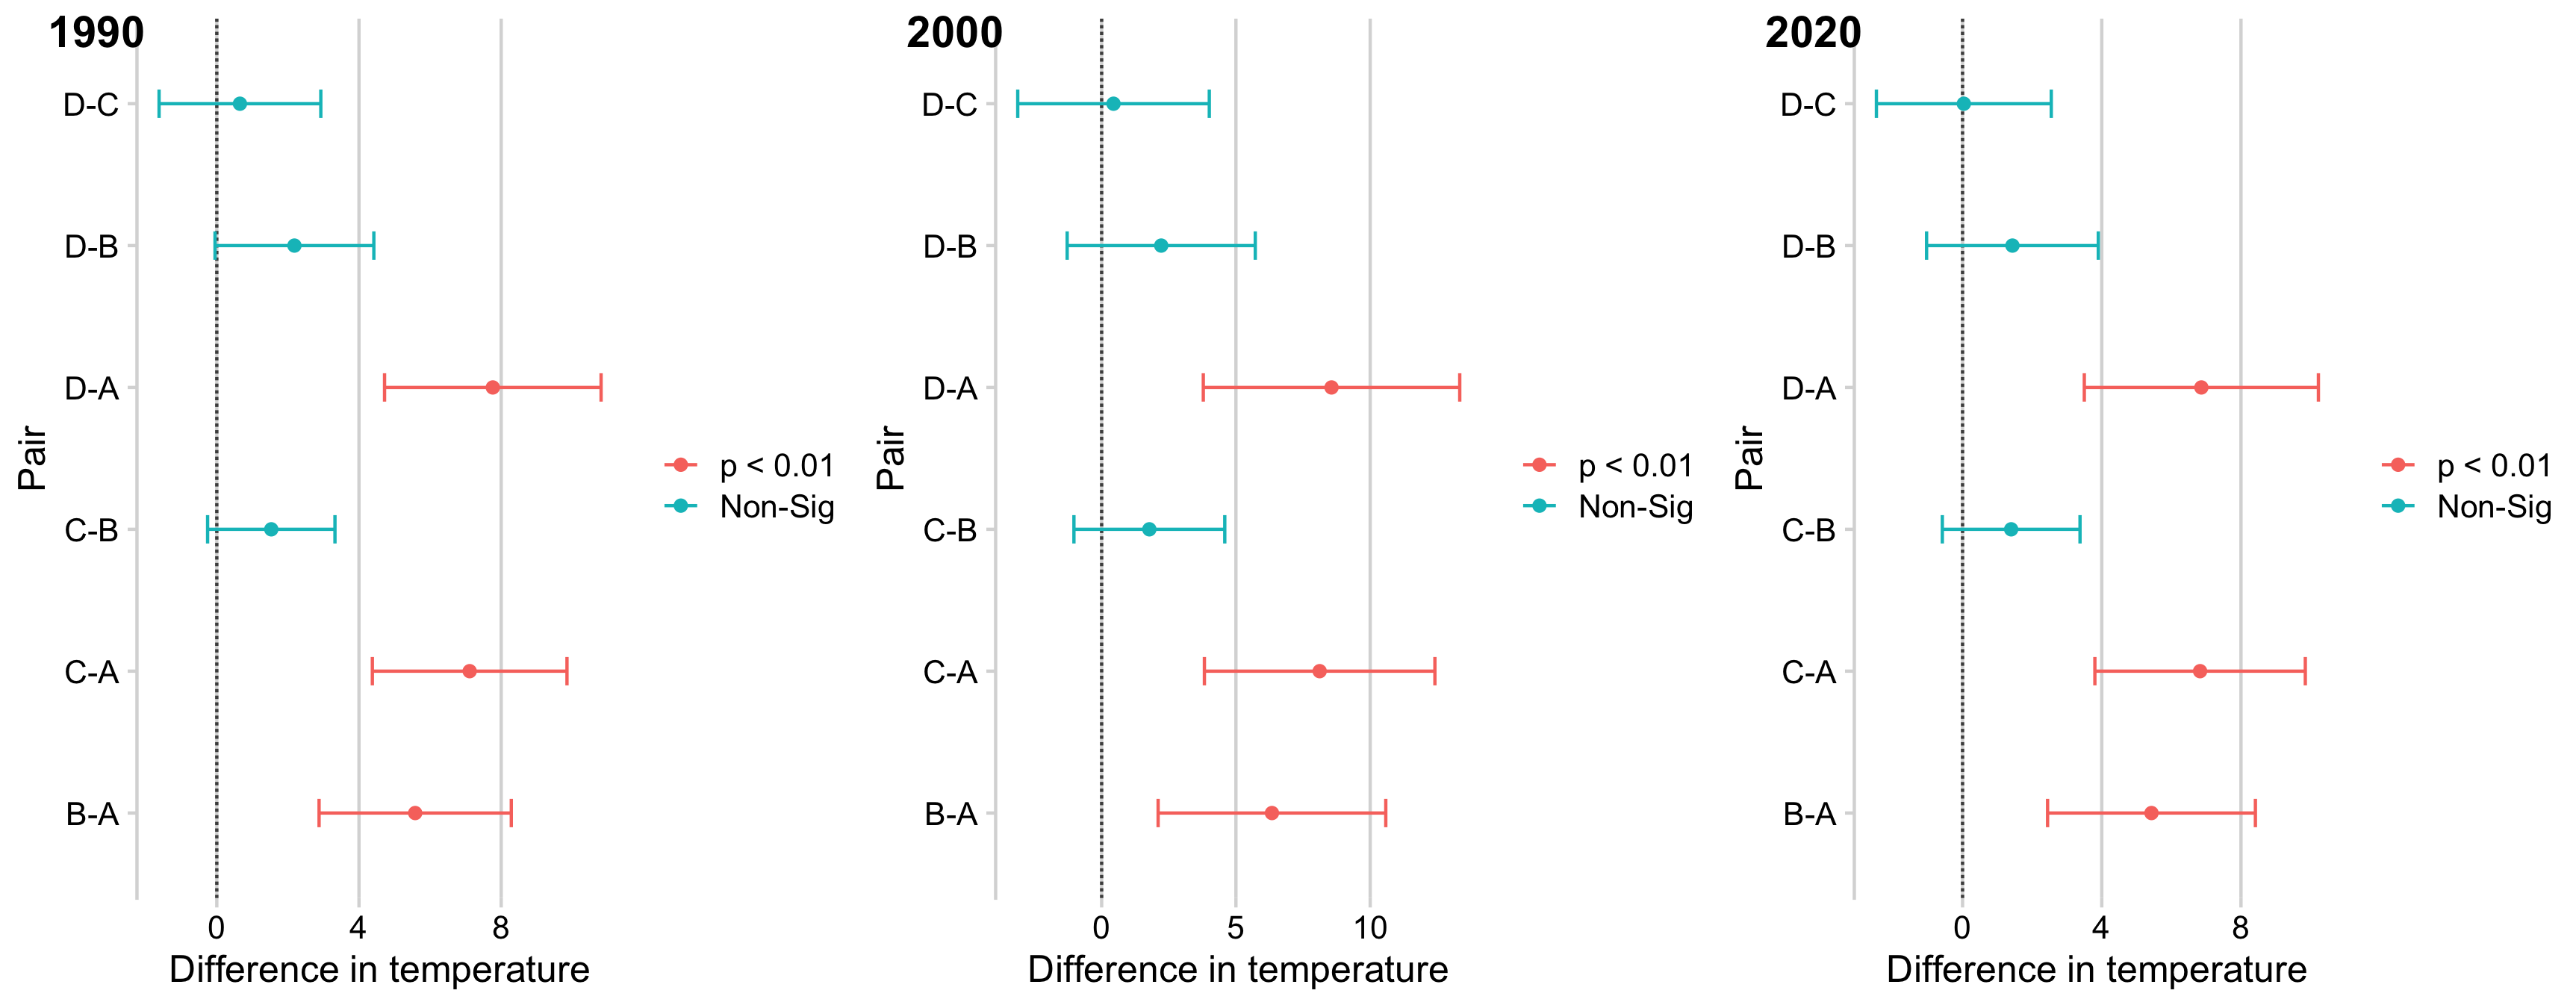 1990
D-C
D-B
D-A
C-B
C-A
B-A
Pair
0 4 8
Difference in temperature
p < 0.01
Non-Sig
2000
D-C
D-B
D-A
C-B
C-A
B-A
Pair
0 5 10
Difference in temperature
p < 0.01
Non-Sig
2020
D-C
D-B
D-A
C-B
C-A
B-A
Pair
0 4 8
Difference in temperature
p < 0.01
Non-Sig